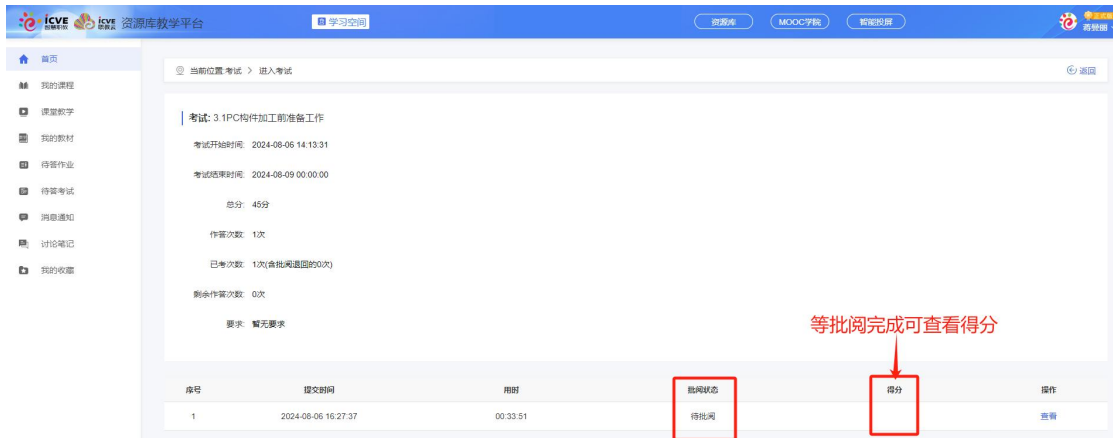 icve 智慧职教 icve 职教云 资源库教学平台 学习空间 资源库 MOOC学院 智能投屏
首页
我的课程
课堂教学
我的教材
待答作业
待答考试
消息通知
讨论笔记
我的收藏
当前位置:考试 > 进入考试 返回
考试: 3.1PC构件加工前准备工作
考试开始时间: 2024-08-06 14:13:31
考试结束时间: 2024-08-09 00:00:00
总分: 45分
作答次数: 1次
已考次数: 1次(含批阅退回的0次)
剩余作答次数: 0次
要求: 暂无要求
等批阅完成可查看得分
序号 提交时间 用时 批阅状态 得分 操作
1 2024-08-06 16:27:37 00:33:51 待批阅 查看